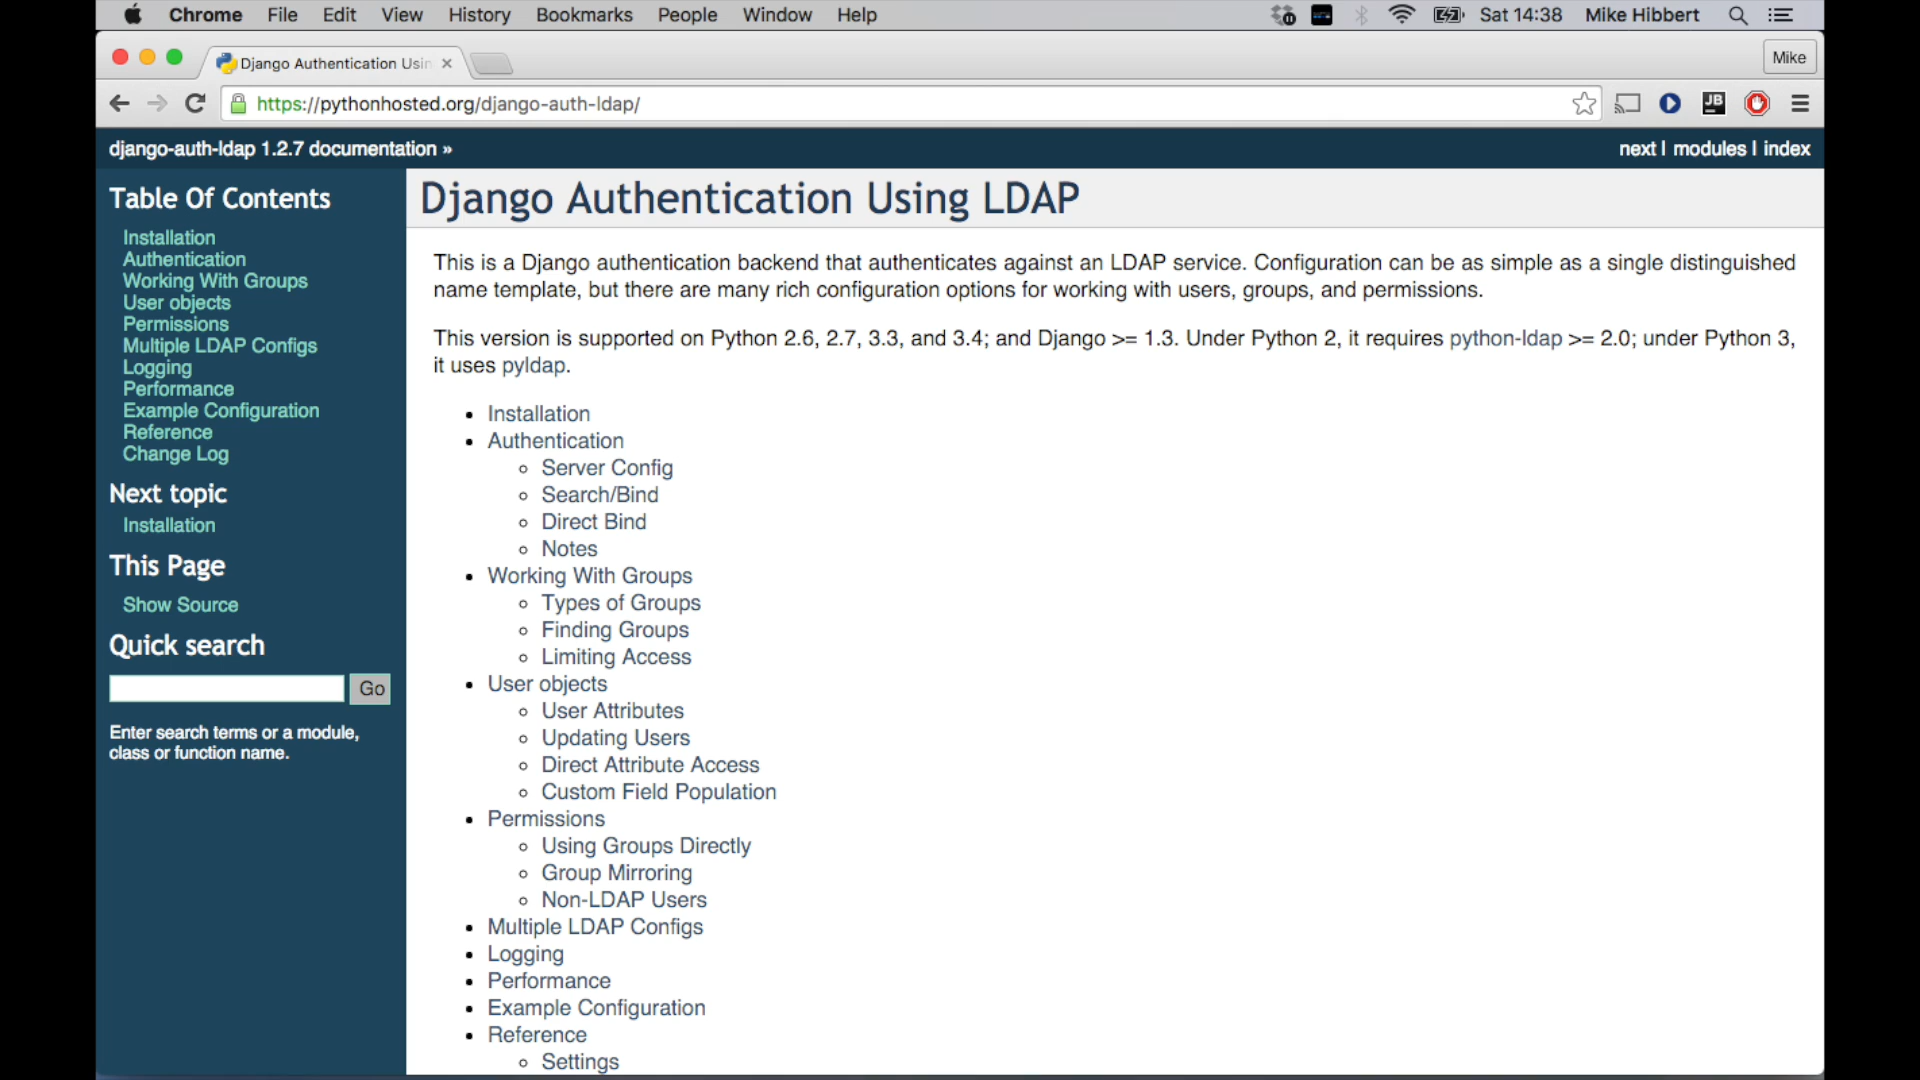 Chrome File Edit View History Bookmarks People Window Help Sat 14:38 Mike Hibbert
Django Authentication Usin Mike
https://pythonhosted.org/django-auth-ldap/ JB
django-auth-ldap 1.2.7 documentation » next | modules | index
Table Of Contents
Installation
Authentication
Working With Groups
User objects
Permissions
Multiple LDAP Configs
Logging
Performance
Example Configuration
Reference
Change Log
Next topic
Installation
This Page
Show Source
Quick search
Go
Enter search terms or a module,
class or function name.
Django Authentication Using LDAP
This is a Django authentication backend that authenticates against an LDAP service. Configuration can be as simple as a single distinguished
name template, but there are many rich configuration options for working with users, groups, and permissions.
This version is supported on Python 2.6, 2.7, 3.3, and 3.4; and Django >= 1.3. Under Python 2, it requires python-ldap >= 2.0; under Python 3,
it uses pyldap.
• Installation
• Authentication
◦ Server Config
◦ Search/Bind
◦ Direct Bind
◦ Notes
• Working With Groups
◦ Types of Groups
◦ Finding Groups
◦ Limiting Access
• User objects
◦ User Attributes
◦ Updating Users
◦ Direct Attribute Access
◦ Custom Field Population
• Permissions
◦ Using Groups Directly
◦ Group Mirroring
◦ Non-LDAP Users
• Multiple LDAP Configs
• Logging
• Performance
• Example Configuration
• Reference
◦ Settings